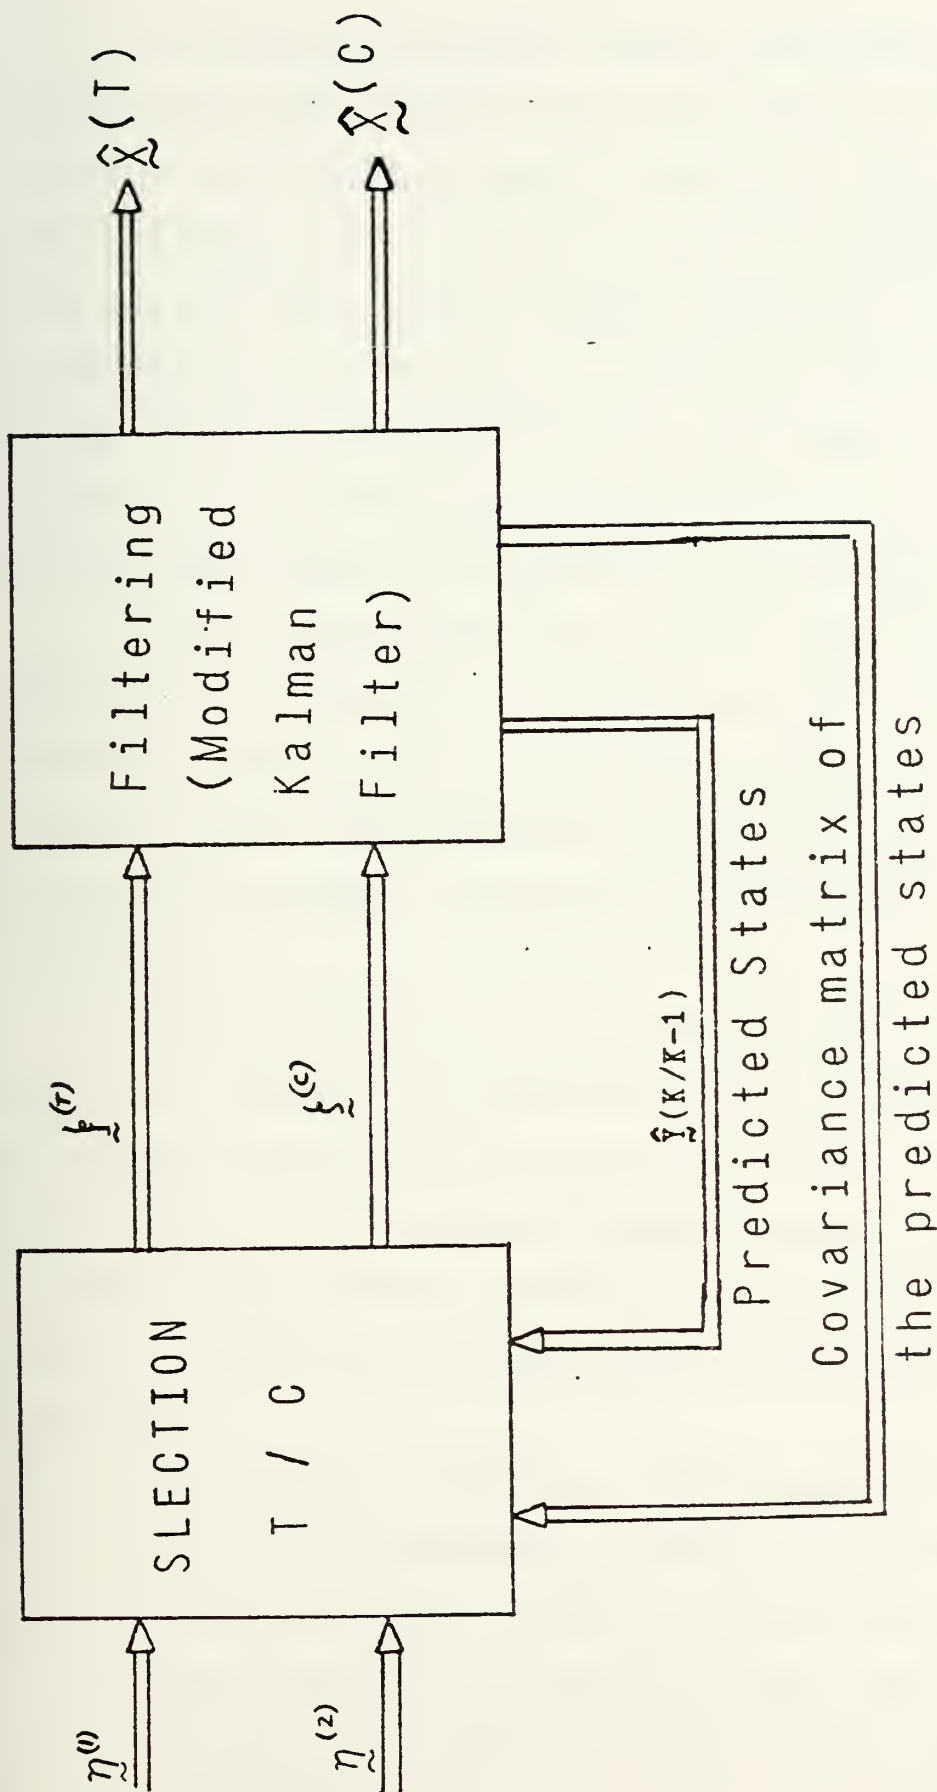 η̰^(1)
η̰^(2)
SLECTION
T / C
ξ̰^(T)
ξ̰^(C)
Filtering
(Modified
Kalman
Filter)
X̰̂(T)
X̰̂(C)
Ŷ̰(K/K-1)
Predicted States
Covariance matrix of
the predicted states